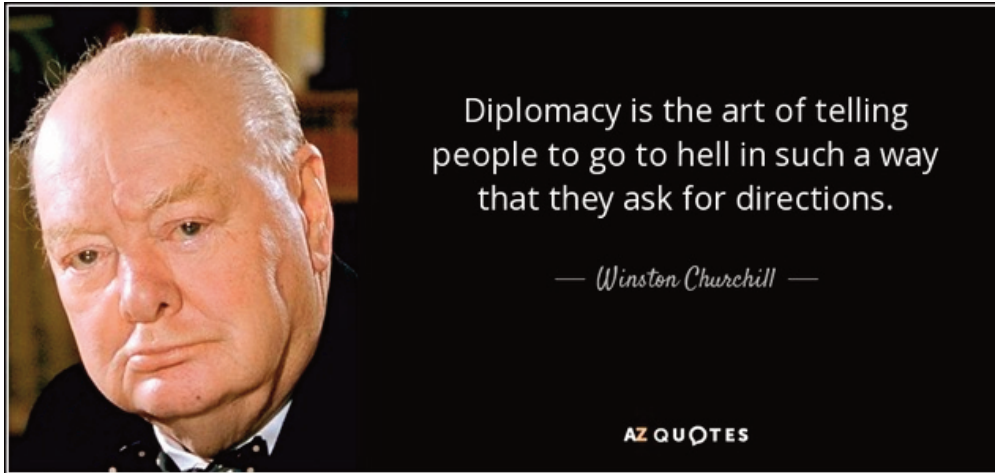 Diplomacy is the art of telling
people to go to hell in such a way
that they ask for directions.
— Winston Churchill —
AZ QUOTES